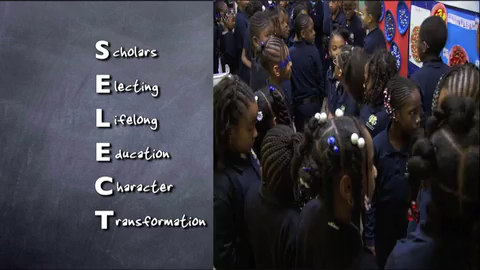 Scholars
Electing
Lifelong
Education
Character
Transformation